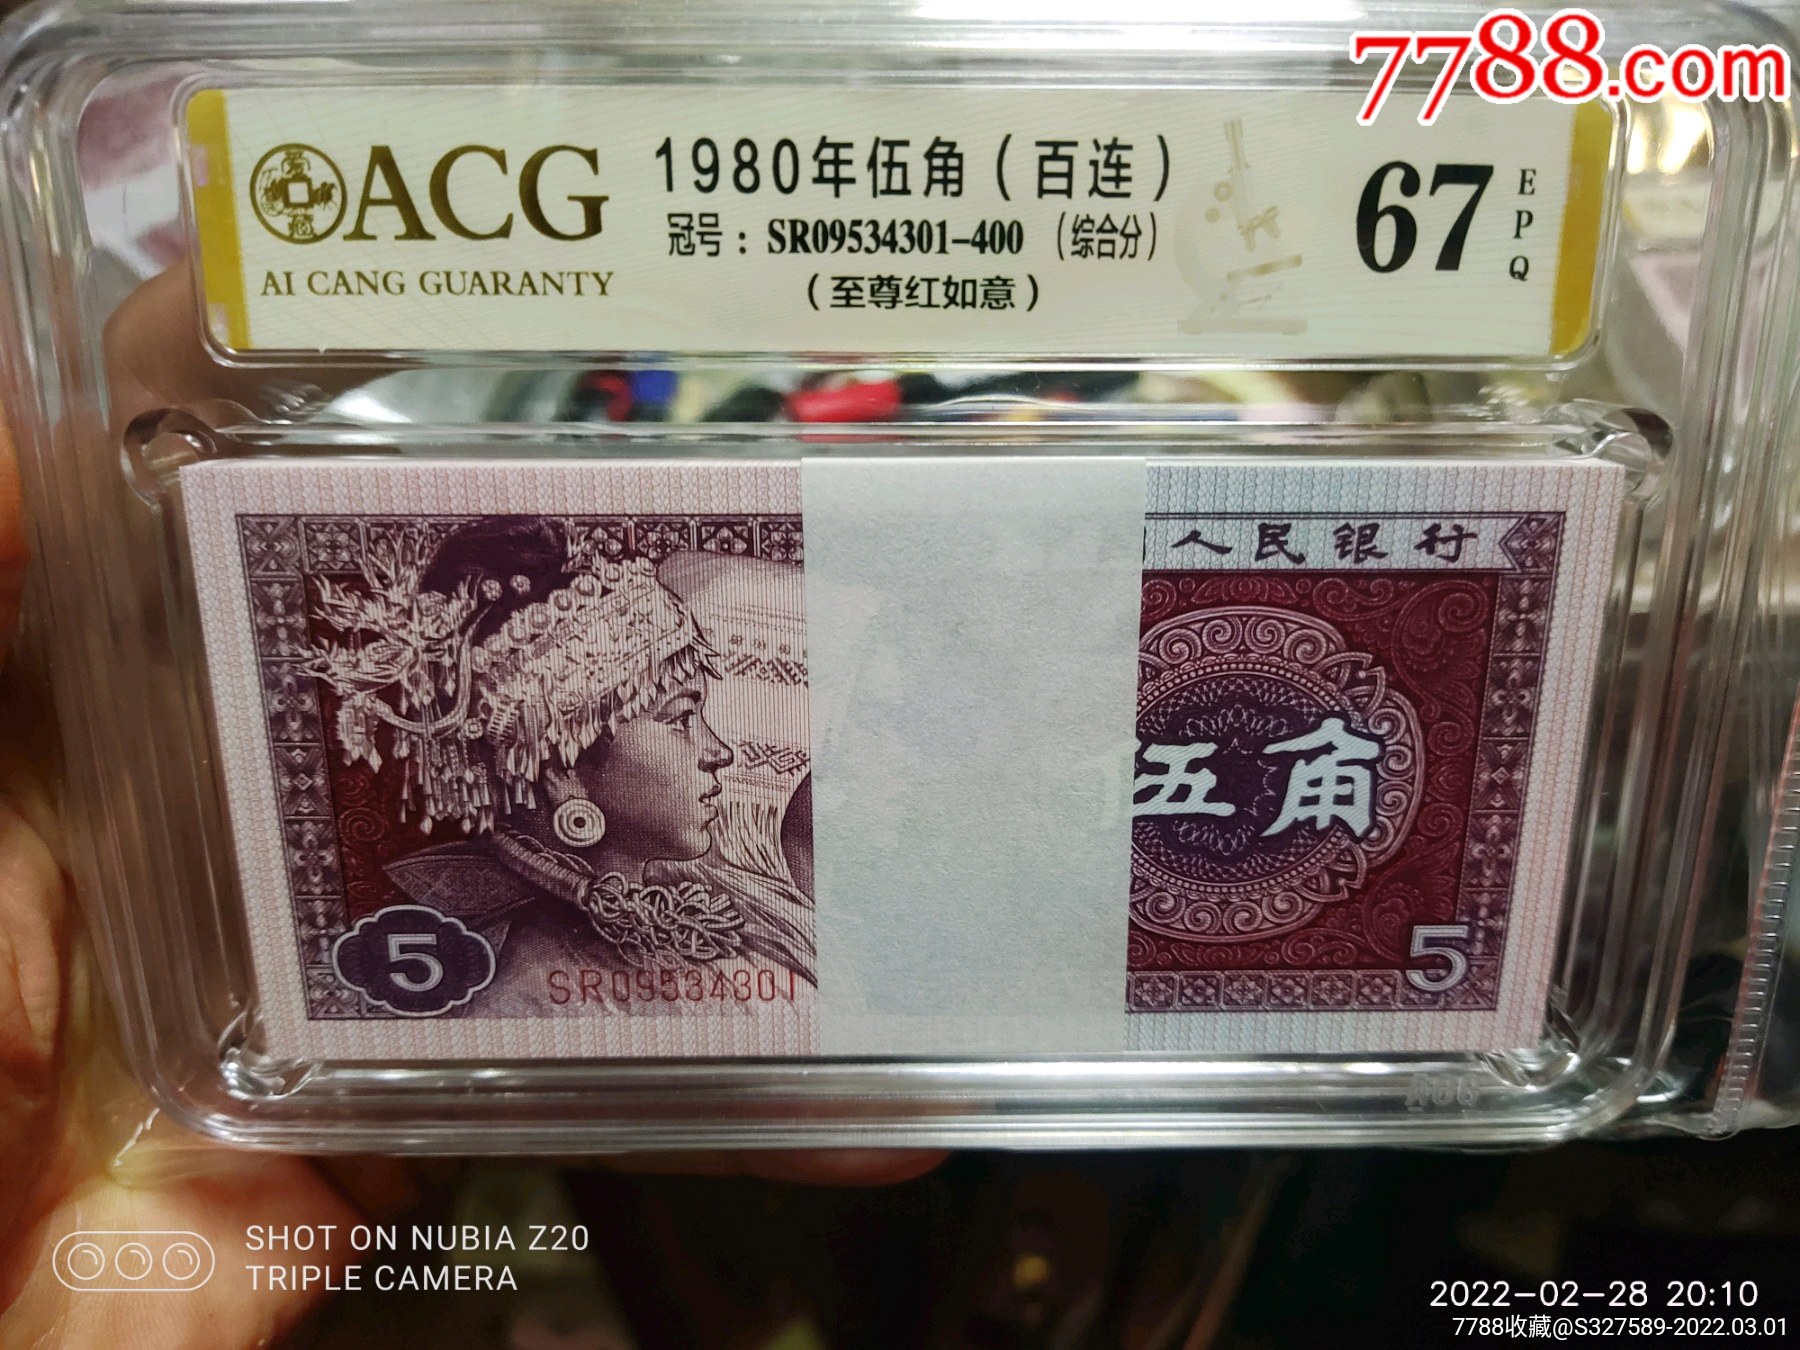 7788.com
ACG
AI CANG GUARANTY
1980年伍角（百连）
冠号：SR09534301-400（综合分）
（至尊红如意）
67
EPQ
人民银行
伍角
5
SR09534301
5
ACG
SHOT ON NUBIA Z20
TRIPLE CAMERA
2022-02-28 20:10
7788收藏@S327589-2022.03.01